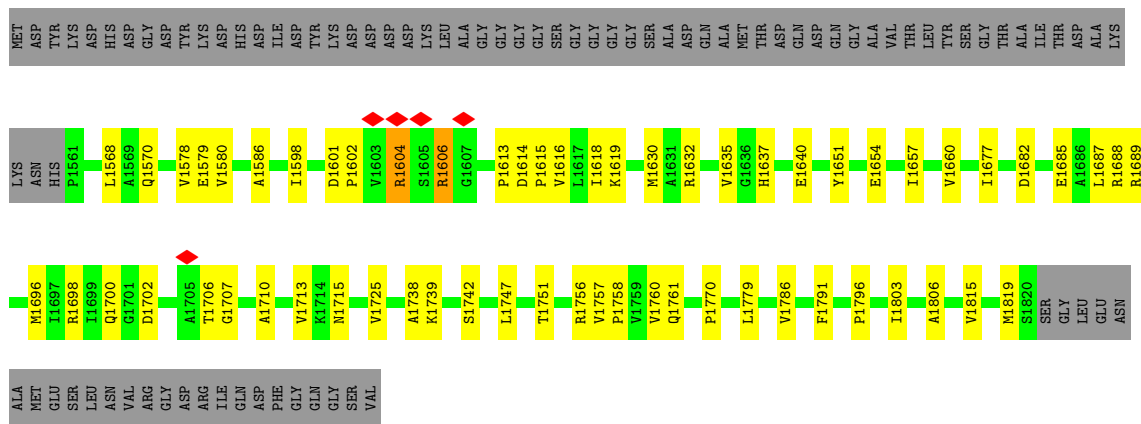 MET ASP TYR LYS ASP HIS ASP GLY ASP TYR LYS ASP HIS ASP ILE ASP TYR LYS ASP ASP ASP ASP LYS LEU ALA GLY GLY GLY GLY SER GLY GLY GLY GLY SER ALA ASP GLN ALA MET THR ASP GLN ASP GLN GLY ALA VAL THR LEU TYR SER GLY THR ALA ILE THR ASP ALA LYS
LYS ASN HIS P1561 L1568 A1569 Q1570 V1578 E1579 V1580 A1586 I1598 D1601 P1602 V1603 R1604 S1605 R1606 G1607 P1613 D1614 P1615 V1616 L1617 I1618 K1619 M1630 A1631 R1632 V1635 G1636 H1637 E1640 Y1651 E1654 I1657 V1660 I1677 D1682 E1685 A1686 L1687 R1688 R1689
M1696 I1697 R1698 I1699 Q1700 G1701 D1702 A1705 T1706 G1707 A1710 V1713 K1714 N1715 V1725 A1738 K1739 S1742 L1747 T1751 R1756 V1757 P1758 V1759 V1760 Q1761 P1770 L1779 V1786 F1791 P1796 I1803 A1806 V1815 M1819 S1820 SER GLY LEU GLU ASN
ALA MET GLU SER LEU ASN VAL ARG GLY ASP ARG ILE GLN ASP PHE GLY GLN GLY SER VAL